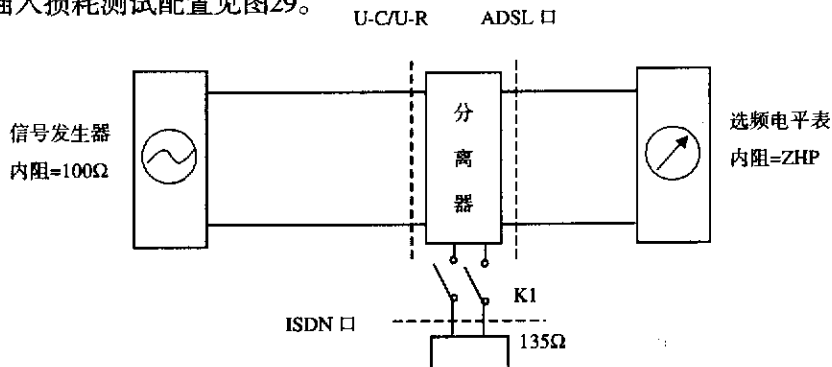 插入损耗测试配置见图29。
U-C/U-R ADSL 口
信号发生器
内阻=100Ω
分
离
器
选频电平表
内阻=ZHP
K1
ISDN 口
135Ω